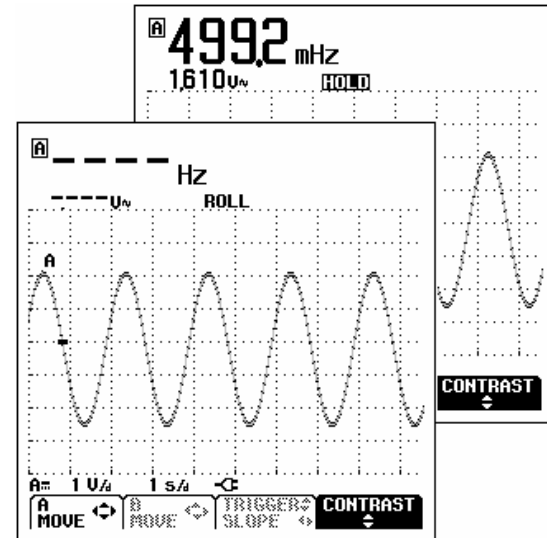 A 499.2 mHz
1.610 V~ HOLD
CONTRAST
A ---- Hz
----- V~ ROLL
A
A 1 V/d 1 s/d
A MOVE B MOVE TRIGGER SLOPE CONTRAST